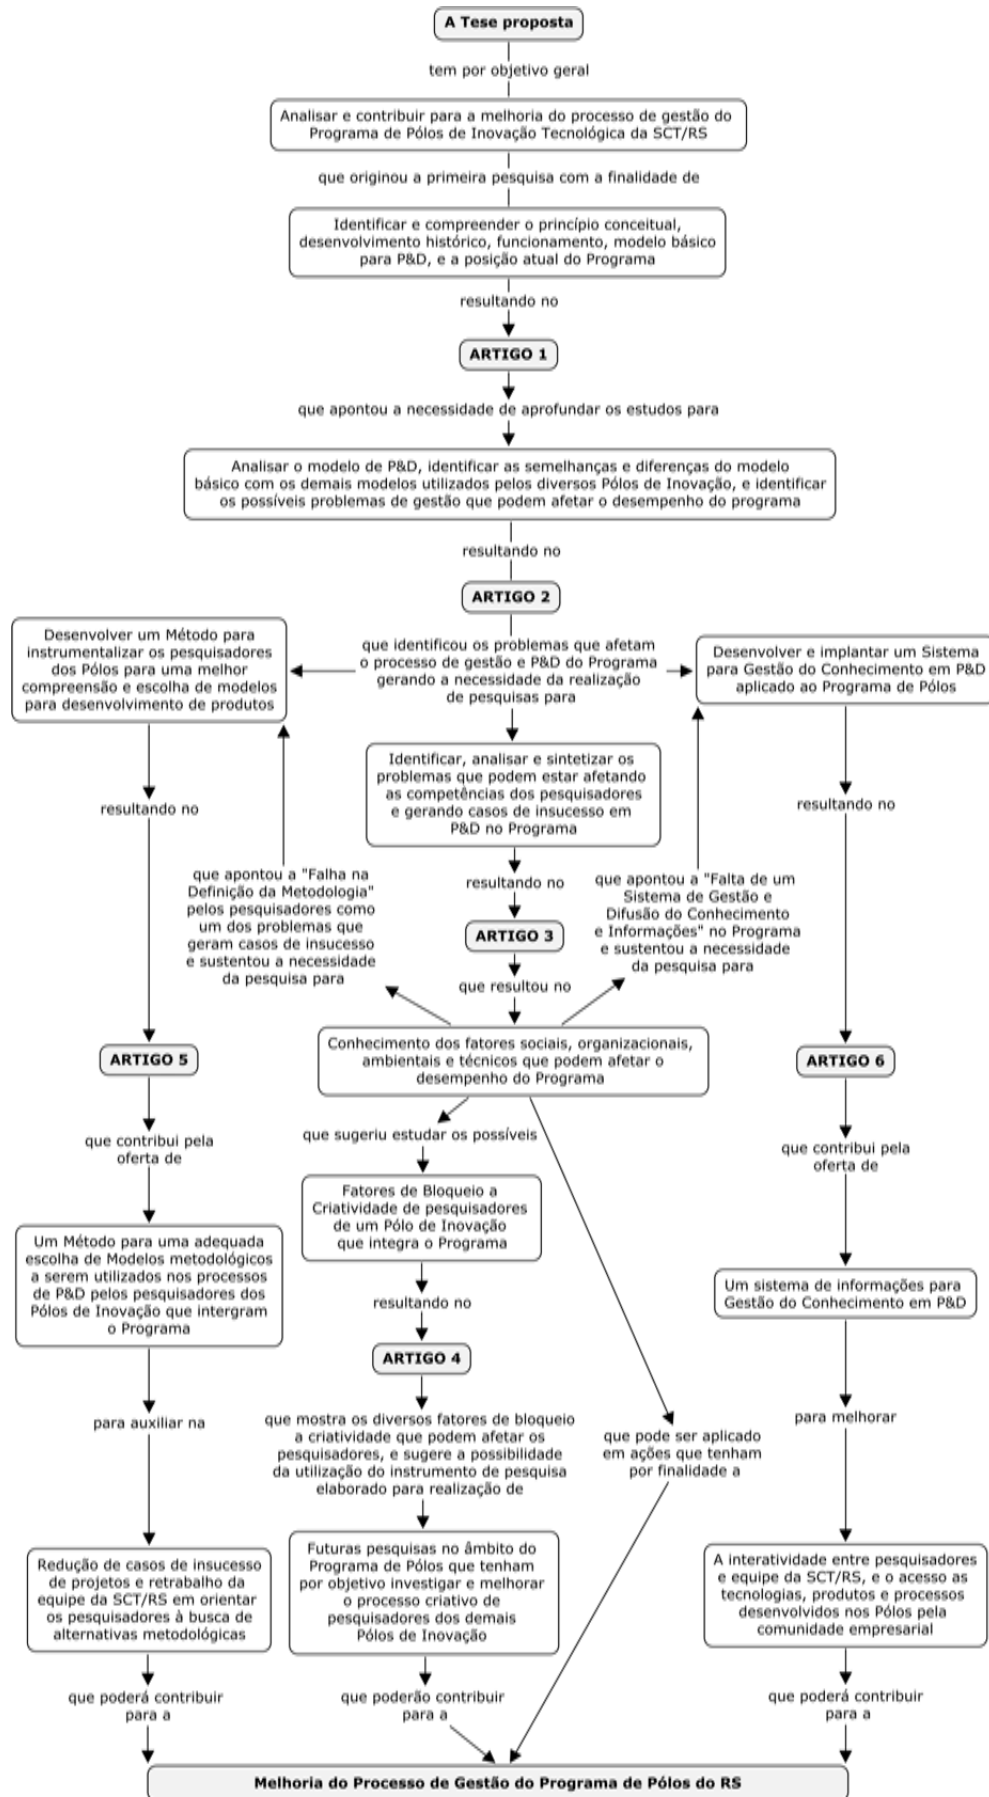 A Tese proposta
tem por objetivo geral
Analisar e contribuir para a melhoria do processo de gestão do
Programa de Pólos de Inovação Tecnológica da SCT/RS
que originou a primeira pesquisa com a finalidade de
Identificar e compreender o princípio conceitual,
desenvolvimento histórico, funcionamento, modelo básico
para P&D, e a posição atual do Programa
resultando no
ARTIGO 1
que apontou a necessidade de aprofundar os estudos para
Analisar o modelo de P&D, identificar as semelhanças e diferenças do modelo
básico com os demais modelos utilizados pelos diversos Pólos de Inovação, e identificar
os possíveis problemas de gestão que podem afetar o desempenho do programa
resultando no
ARTIGO 2
que identificou os problemas que afetam
o processo de gestão e P&D do Programa
gerando a necessidade da realização
de pesquisas para
Desenvolver um Método para
instrumentalizar os pesquisadores
dos Pólos para uma melhor
compreensão e escolha de modelos
para desenvolvimento de produtos
Desenvolver e implantar um Sistema
para Gestão do Conhecimento em P&D
aplicado ao Programa de Pólos
Identificar, analisar e sintetizar os
problemas que podem estar afetando
as competências dos pesquisadores
e gerando casos de insucesso em
P&D no Programa
resultando no
resultando no
resultando no
que apontou a "Falha na
Definição da Metodologia"
pelos pesquisadores como
um dos problemas que
geram casos de insucesso
e sustentou a necessidade
da pesquisa para
que apontou a "Falta de um
Sistema de Gestão e
Difusão do Conhecimento
e Informações" no Programa
e sustentou a necessidade
da pesquisa para
ARTIGO 3
que resultou no
Conhecimento dos fatores sociais, organizacionais,
ambientais e técnicos que podem afetar o
desempenho do Programa
ARTIGO 5
ARTIGO 6
que contribui pela
oferta de
que sugeriu estudar os possíveis
que contribui pela
oferta de
Fatores de Bloqueio a
Criatividade de pesquisadores
de um Pólo de Inovação
que integra o Programa
Um Método para uma adequada
escolha de Modelos metodológicos
a serem utilizados nos processos
de P&D pelos pesquisadores dos
Pólos de Inovação que intergram
o Programa
Um sistema de informações para
Gestão do Conhecimento em P&D
resultando no
ARTIGO 4
para auxiliar na
que mostra os diversos fatores de bloqueio
a criatividade que podem afetar os
pesquisadores, e sugere a possibilidade
da utilização do instrumento de pesquisa
elaborado para realização de
que pode ser aplicado
em ações que tenham
por finalidade a
para melhorar
Redução de casos de insucesso
de projetos e retrabalho da
equipe da SCT/RS em orientar
os pesquisadores à busca de
alternativas metodológicas
Futuras pesquisas no âmbito do
Programa de Pólos que tenham
por objetivo investigar e melhorar
o processo criativo de
pesquisadores dos demais
Pólos de Inovação
A interatividade entre pesquisadores
e equipe da SCT/RS, e o acesso as
tecnologias, produtos e processos
desenvolvidos nos Pólos pela
comunidade empresarial
que poderá contribuir
para a
que poderão contribuir
para a
que poderá contribuir
para a
Melhoria do Processo de Gestão do Programa de Pólos do RS